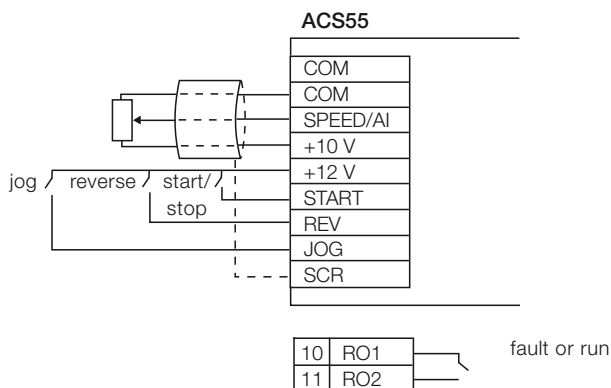 ACS55
COM
COM
SPEED/AI
+10 V
+12 V
jog reverse start/
stop
START
REV
JOG
SCR
10 RO1 fault or run
11 RO2